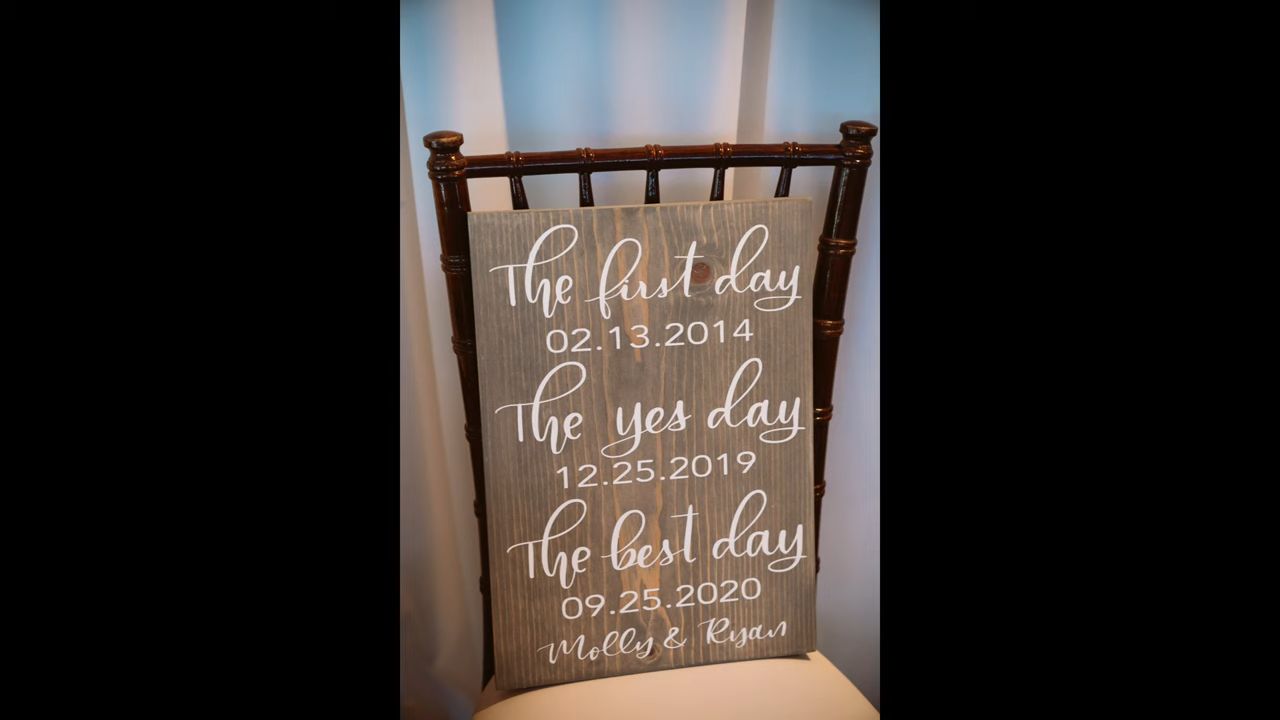 The first day
02.13.2014
The yes day
12.25.2019
The best day
09.25.2020
Molly & Ryan